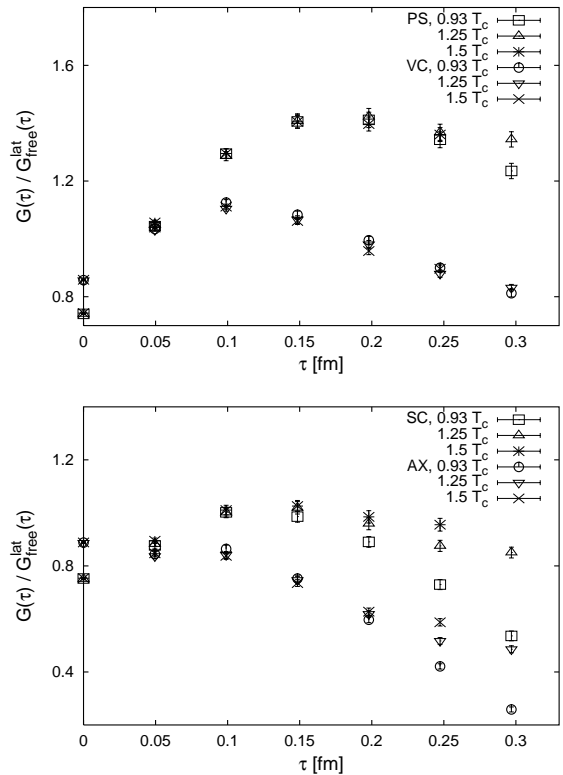 PS, 0.93 T_c
1.25 T_c
1.5 T_c
VC, 0.93 T_c
1.25 T_c
1.5 T_c
G(τ) / G^lat_free(τ)
1.6
1.2
0.8
0 0.05 0.1 0.15 0.2 0.25 0.3
τ [fm]
SC, 0.93 T_c
1.25 T_c
1.5 T_c
AX, 0.93 T_c
1.25 T_c
1.5 T_c
G(τ) / G^lat_free(τ)
1.2
0.8
0.4
0 0.05 0.1 0.15 0.2 0.25 0.3
τ [fm]